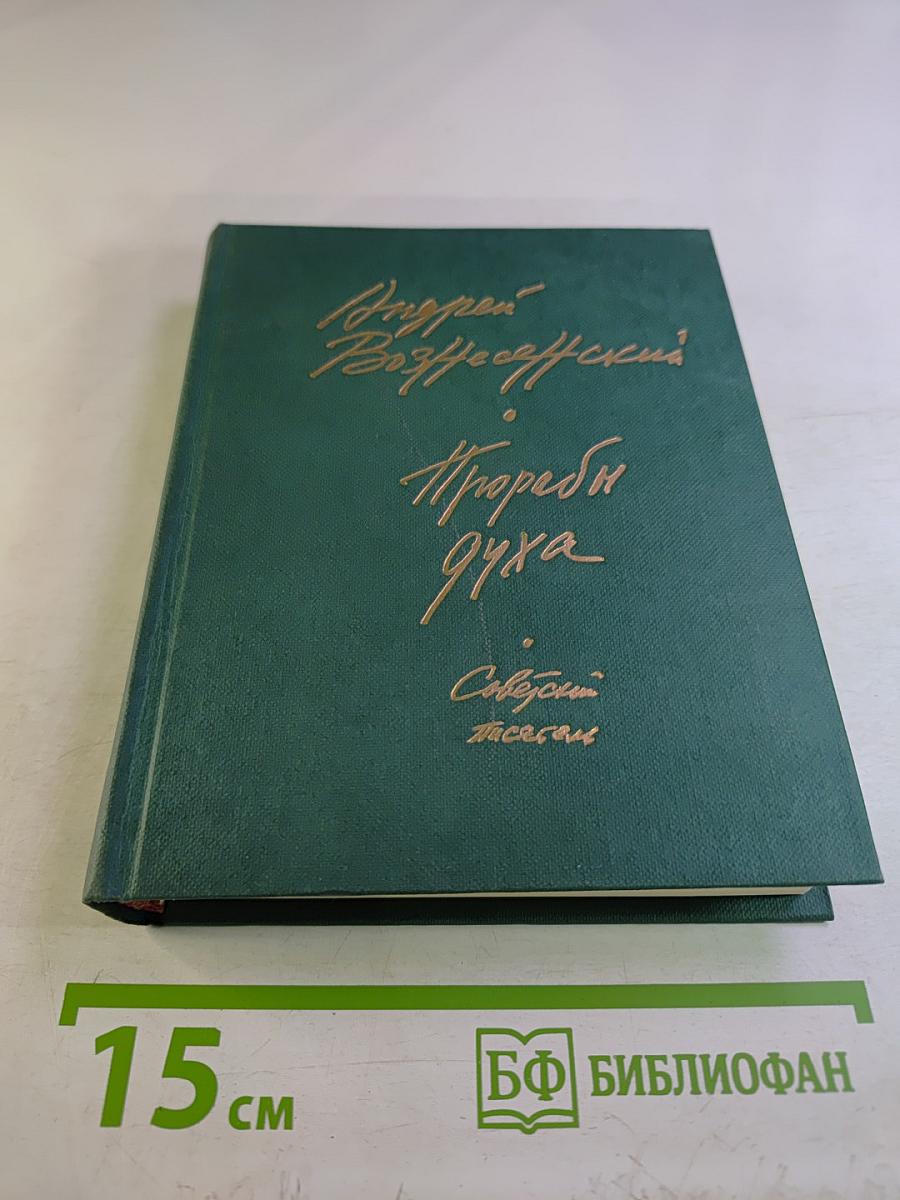 Андрей
Вознесенский
Прорабы
духа
Советский
писатель
15 см
БФ БИБЛИОФАН